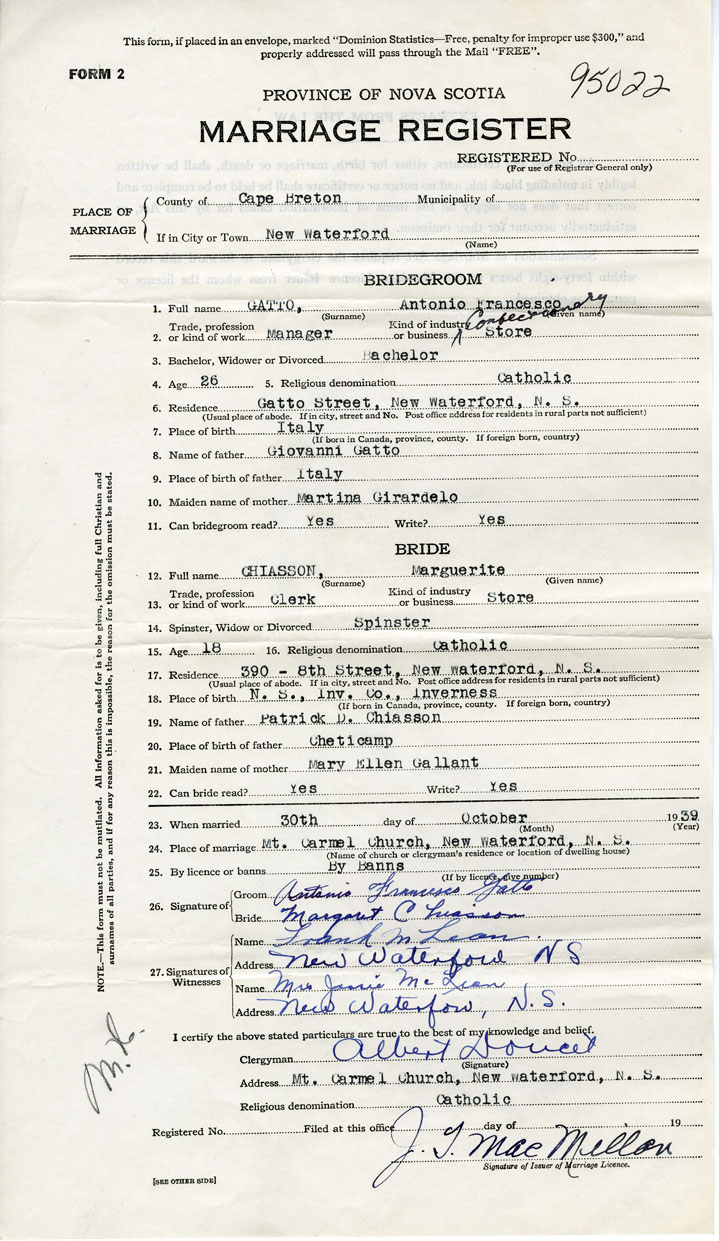 This form, if placed in an envelope, marked "Dominion Statistics—Free, penalty for improper use $300," and
properly addressed will pass through the Mail "FREE".
FORM 2
95022
PROVINCE OF NOVA SCOTIA
MARRIAGE REGISTER
REGISTERED No.
(For use of Registrar General only)
PLACE OF MARRIAGE
County of Cape Breton Municipality of
If in City or Town New Waterford
(Name)
BRIDEGROOM
1. Full name GATTO, Antonio Francesco
(Surname) (Given name)
2. Trade, profession or kind of work Manager Kind of industry or business Confectionary Store
3. Bachelor, Widower or Divorced Bachelor
4. Age 26 5. Religious denomination Catholic
6. Residence Gatto Street, New Waterford, N. S.
(Usual place of abode. If in city, street and No. Post office address for residents in rural parts not sufficient)
7. Place of birth Italy
(If born in Canada, province, county. If foreign born, country)
8. Name of father Giovanni Gatto
9. Place of birth of father Italy
10. Maiden name of mother Martina Girardelo
11. Can bridegroom read? Yes Write? Yes
BRIDE
12. Full name CHIASSON, Marguerite
(Surname) (Given name)
13. Trade, profession or kind of work Clerk Kind of industry or business Store
14. Spinster, Widow or Divorced Spinster
15. Age 18 16. Religious denomination Catholic
17. Residence 390 - 8th Street, New Waterford, N. S.
(Usual place of abode. If in city, street and No. Post office address for residents in rural parts not sufficient)
18. Place of birth N. S., Inv. Co., Inverness
(If born in Canada, province, county. If foreign born, country)
19. Name of father Patrick D. Chiasson
20. Place of birth of father Cheticamp
21. Maiden name of mother Mary Ellen Gallant
22. Can bride read? Yes Write? Yes
23. When married 30th day of October 1939
(Month) (Year)
24. Place of marriage Mt. Carmel Church, New Waterford, N. S.
(Name of church or clergyman's residence or location of dwelling house)
25. By licence or banns By Banns
(If by licence, give number)
26. Signature of
Groom Antonio Francesco Gatto
Bride Margaret Chiasson
27. Signatures of Witnesses
Name Frank McLean
Address New Waterford NS
Name Mrs Jessie McLean
Address New Waterfow, N.S.
I certify the above stated particulars are true to the best of my knowledge and belief.
Clergyman Albert Doucet
(Signature)
Address Mt. Carmel Church, New Waterford, N. S.
Religious denomination Catholic
Registered No. Filed at this office day of 19
J. T. MacMillan
Signature of Issuer of Marriage Licence.
[SEE OTHER SIDE]
NOTE.—This form must not be mutilated. All information asked for is to be given, including full Christian and
surnames of all parties, and if for any reason this is impossible, the reason for the omission must be stated.